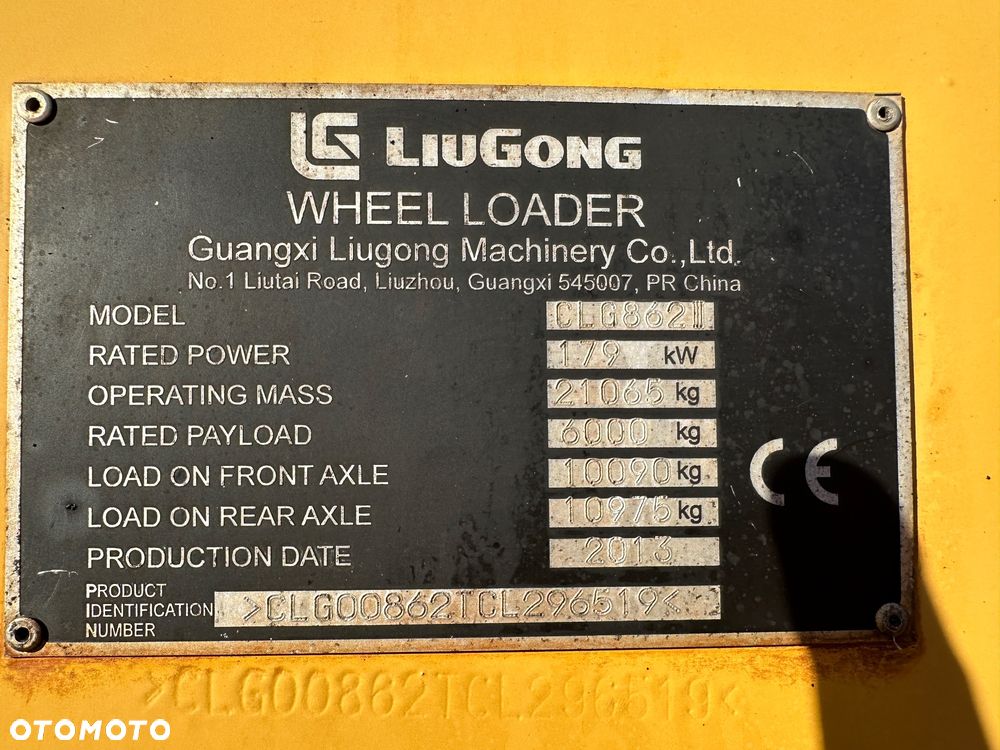 LG LIUGONG
WHEEL LOADER
Guangxi Liugong Machinery Co.,Ltd.
No.1 Liutai Road, Liuzhou, Guangxi 545007, PR China
MODEL CLG862Ⅱ
RATED POWER 179 kW
OPERATING MASS 21065 kg
RATED PAYLOAD 6000 kg
LOAD ON FRONT AXLE 10090 kg
LOAD ON REAR AXLE 10975 kg
PRODUCTION DATE 2013
CE
PRODUCT
IDENTIFICATION
NUMBER
>CLG00862TCL296519<
>CLG00862TCL296519<
OTOMOTO